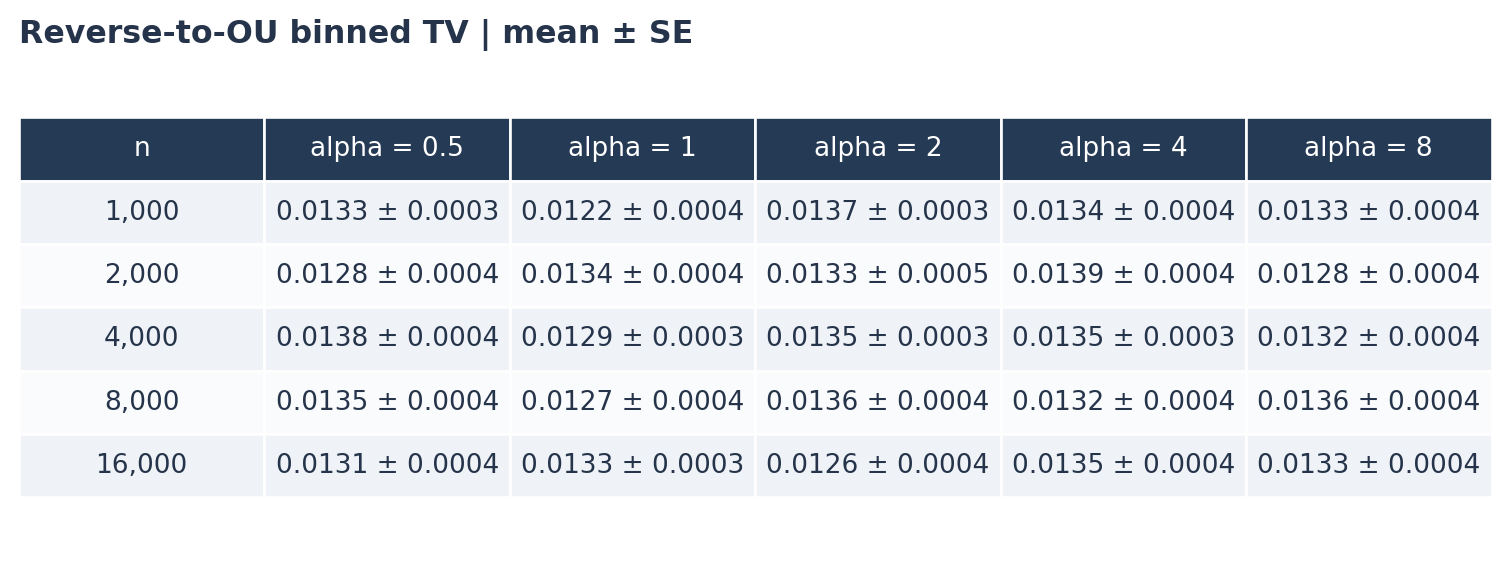 Reverse-to-OU binned TV | mean ± SE
n alpha = 0.5 alpha = 1 alpha = 2 alpha = 4 alpha = 8
1,000 0.0133 ± 0.0003 0.0122 ± 0.0004 0.0137 ± 0.0003 0.0134 ± 0.0004 0.0133 ± 0.0004
2,000 0.0128 ± 0.0004 0.0134 ± 0.0004 0.0133 ± 0.0005 0.0139 ± 0.0004 0.0128 ± 0.0004
4,000 0.0138 ± 0.0004 0.0129 ± 0.0003 0.0135 ± 0.0003 0.0135 ± 0.0003 0.0132 ± 0.0004
8,000 0.0135 ± 0.0004 0.0127 ± 0.0004 0.0136 ± 0.0004 0.0132 ± 0.0004 0.0136 ± 0.0004
16,000 0.0131 ± 0.0004 0.0133 ± 0.0003 0.0126 ± 0.0004 0.0135 ± 0.0004 0.0133 ± 0.0004